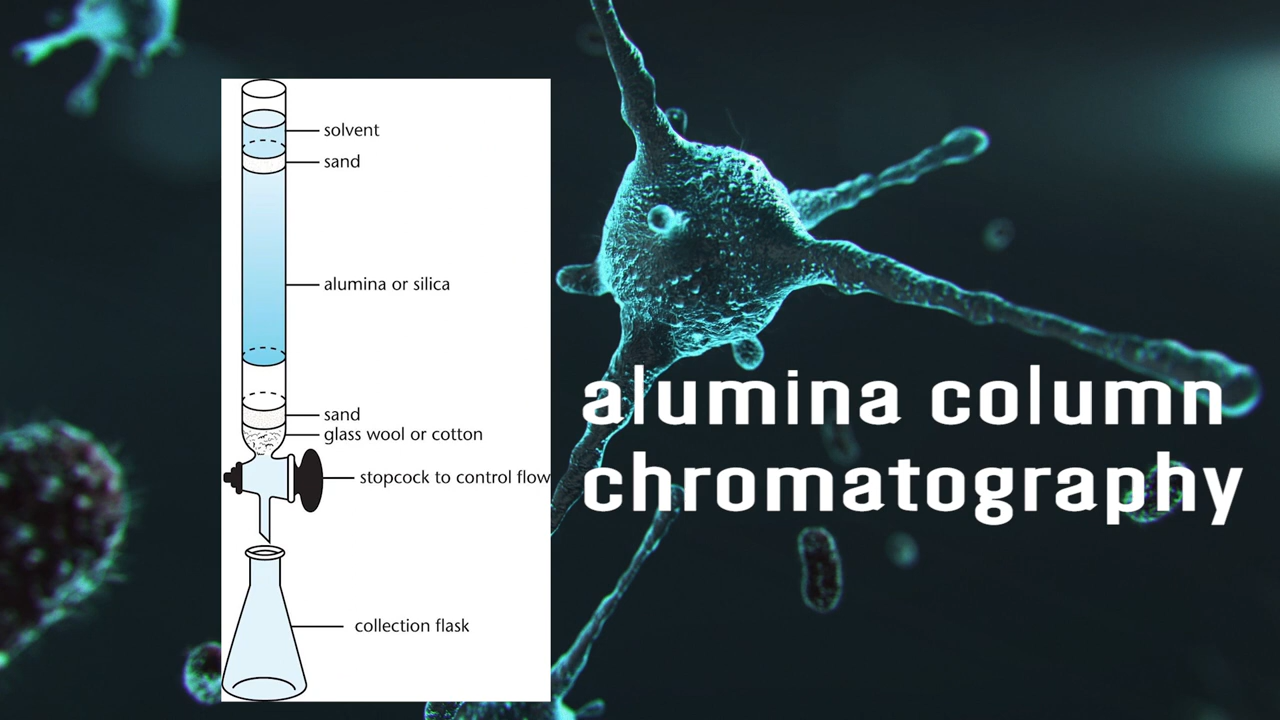 solvent
sand
alumina or silica
sand
glass wool or cotton
stopcock to control flow
collection flask
alumina column
chromatography